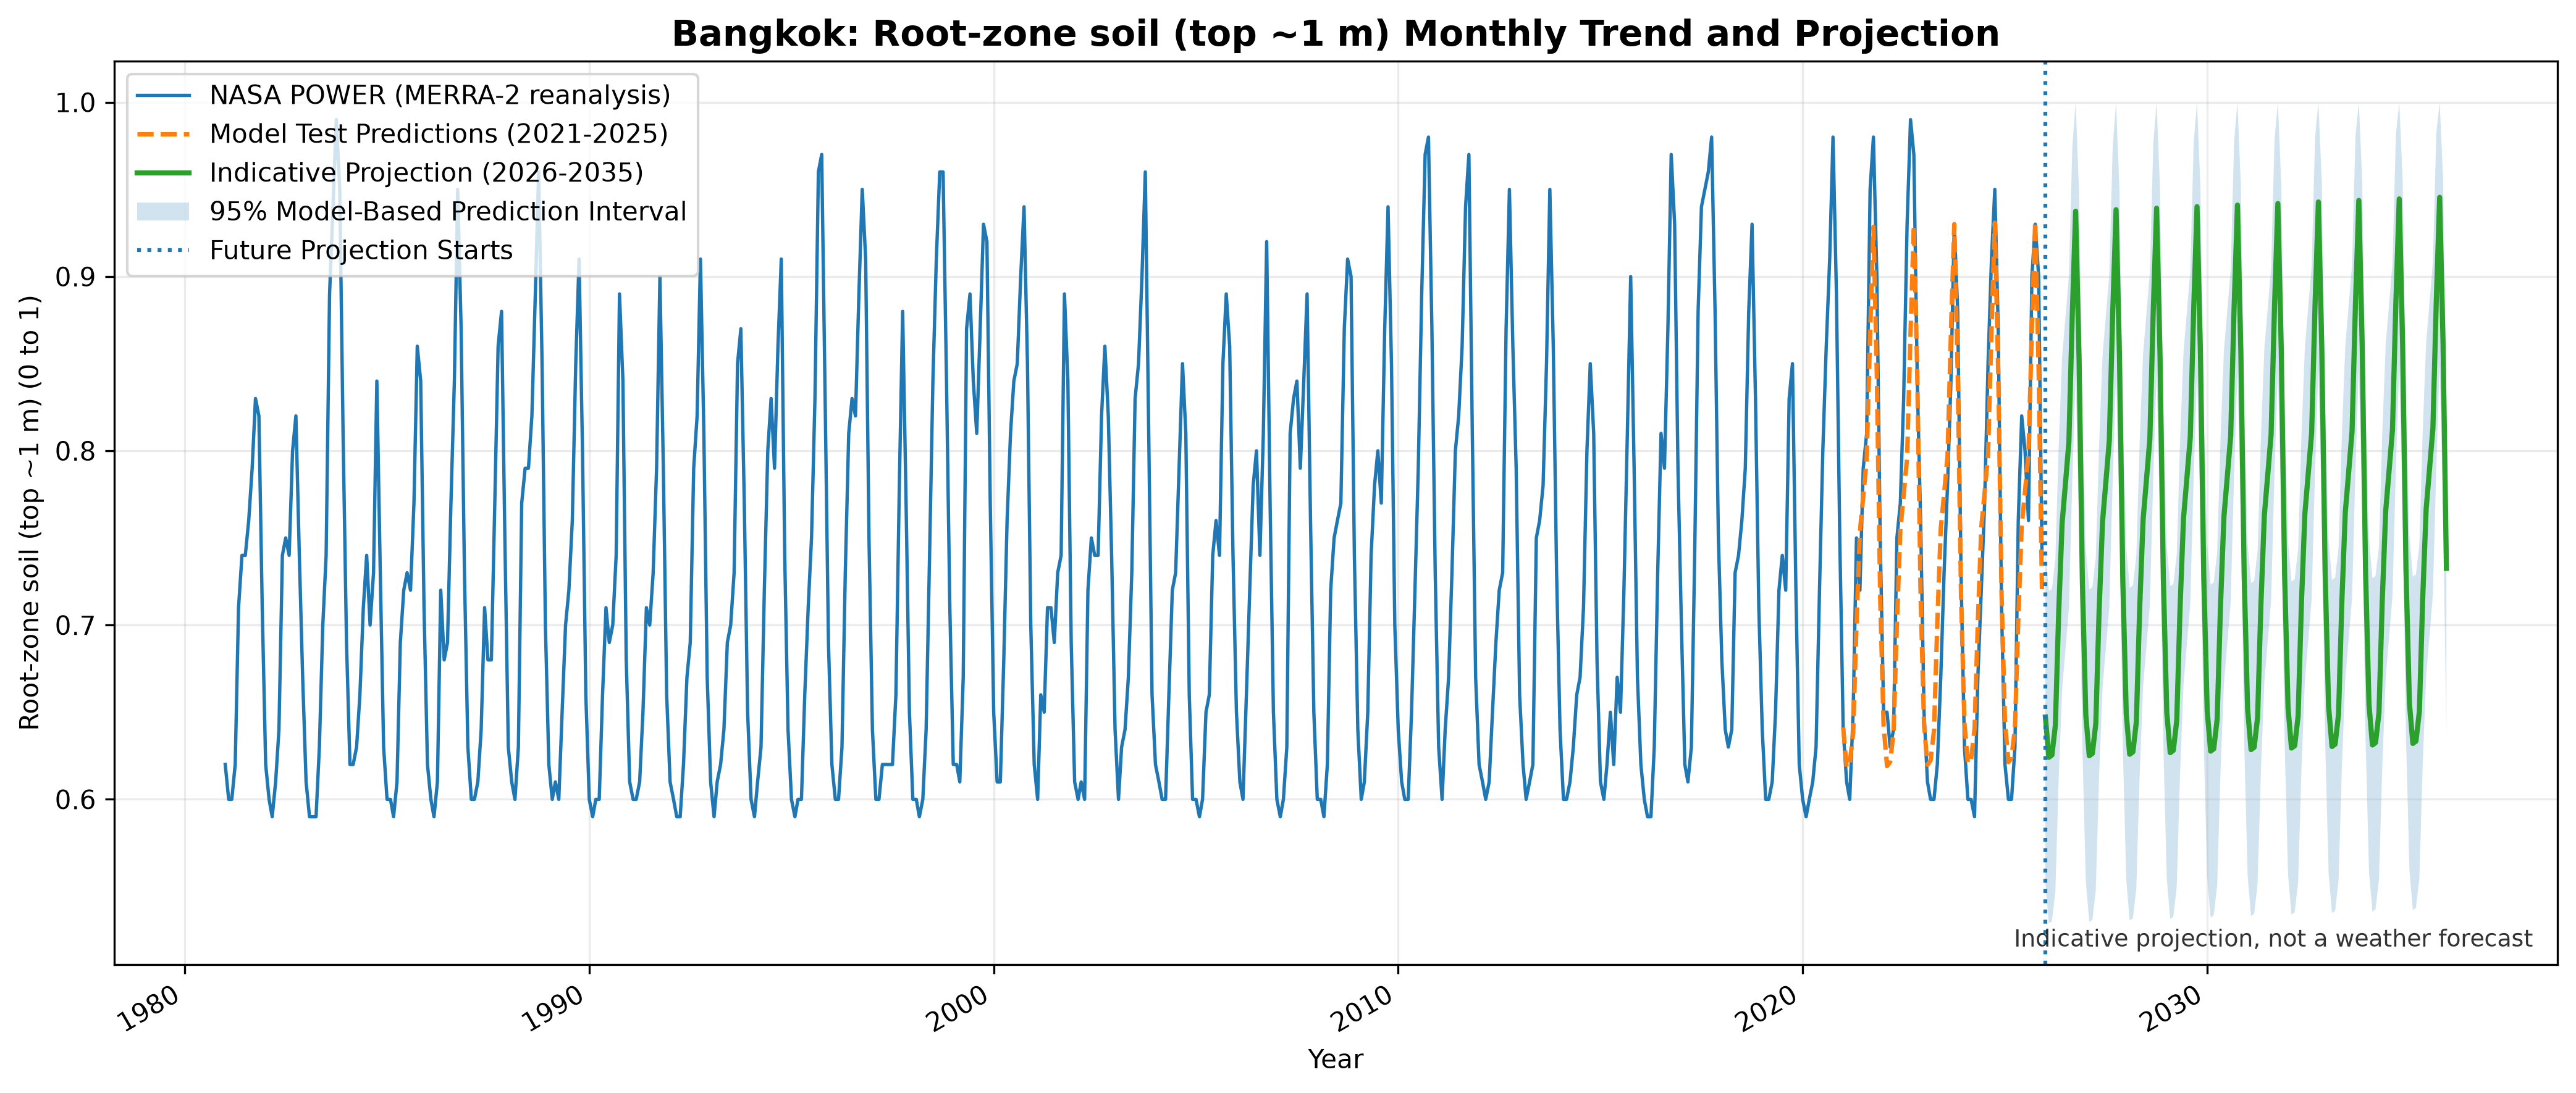 Bangkok: Root-zone soil (top ~1 m) Monthly Trend and Projection
NASA POWER (MERRA-2 reanalysis)
Model Test Predictions (2021-2025)
Indicative Projection (2026-2035)
95% Model-Based Prediction Interval
Future Projection Starts
Root-zone soil (top ~1 m) (0 to 1)
1.0
0.9
0.8
0.7
0.6
Indicative projection, not a weather forecast
1980
1990
2000
2010
2020
2030
Year